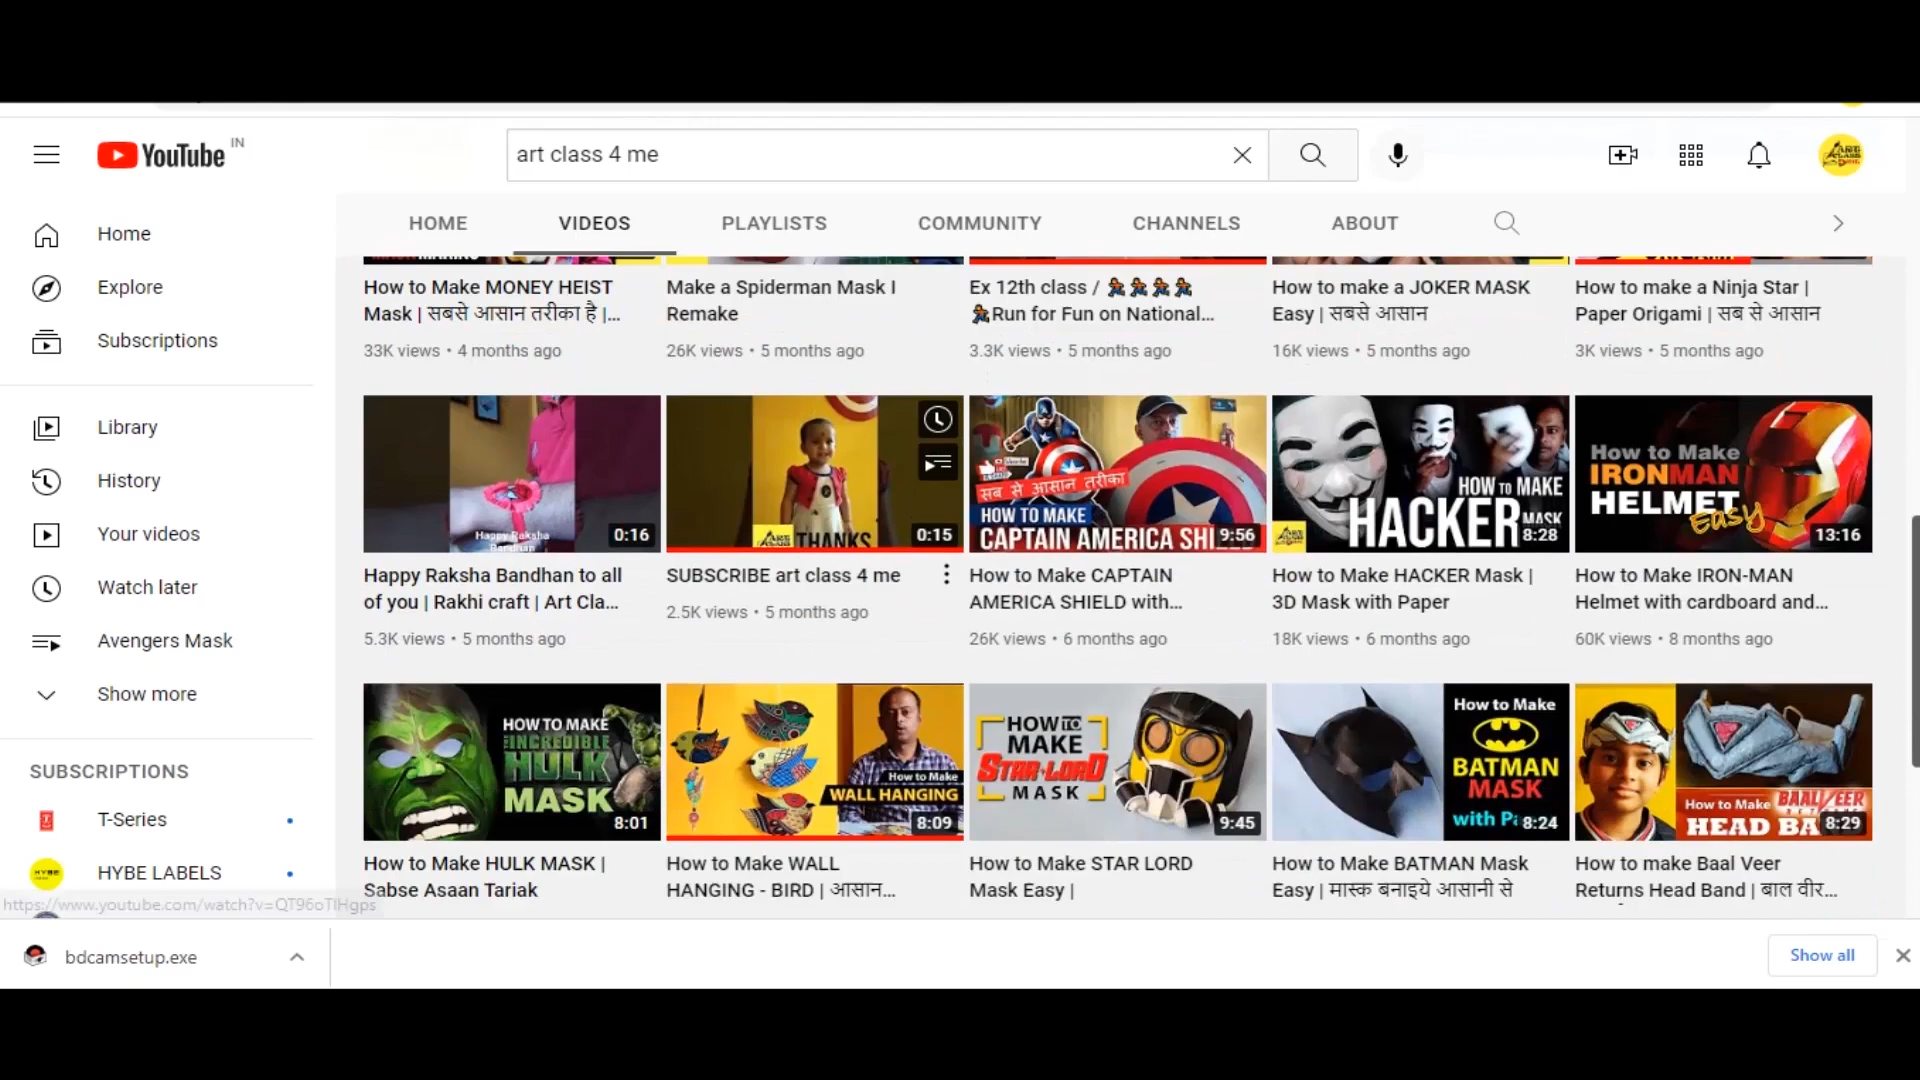 YouTube IN
art class 4 me
HOME VIDEOS PLAYLISTS COMMUNITY CHANNELS ABOUT
Home
Explore
Subscriptions
Library
History
Your videos
Watch later
Avengers Mask
Show more
SUBSCRIPTIONS
T-Series
HYBE LABELS
How to Make MONEY HEIST
Mask | सबसे आसान तरीका है |...
33K views • 4 months ago
Make a Spiderman Mask I
Remake
26K views • 5 months ago
Ex 12th class / 🏃🏃🏃🏃
🏃Run for Fun on National...
3.3K views • 5 months ago
How to make a JOKER MASK
Easy | सबसे आसान
16K views • 5 months ago
How to make a Ninja Star |
Paper Origami | सब से आसान
3K views • 5 months ago
Happy Raksha
Bandhan
0:16
Happy Raksha Bandhan to all
of you | Rakhi craft | Art Cla...
5.3K views • 5 months ago
THANKS
0:15
SUBSCRIBE art class 4 me
2.5K views • 5 months ago
सब से आसान तरीका
HOW TO MAKE
CAPTAIN AMERICA SHI
9:56
How to Make CAPTAIN
AMERICA SHIELD with...
26K views • 6 months ago
HOW TO MAKE
HACKER MASK
8:28
How to Make HACKER Mask |
3D Mask with Paper
18K views • 6 months ago
How to Make
IRONMAN
HELMET
Easy
13:16
How to Make IRON-MAN
Helmet with cardboard and...
60K views • 8 months ago
HOW TO MAKE
THE INCREDIBLE
HULK
MASK
8:01
How to Make HULK MASK |
Sabse Asaan Tariak
How to Make
WALL HANGING
8:09
How to Make WALL
HANGING - BIRD | आसान...
HOW TO
MAKE
STAR-LORD
MASK
9:45
How to Make STAR LORD
Mask Easy |
How to Make
BATMAN
MASK
with P
8:24
How to Make BATMAN Mask
Easy | मास्क बनाइये आसानी से
How to Make BAALVEER
HEAD BA
8:29
How to make Baal Veer
Returns Head Band | बाल वीर...
https://www.youtube.com/watch?v=QT96oTlHgps
bdcamsetup.exe
Show all